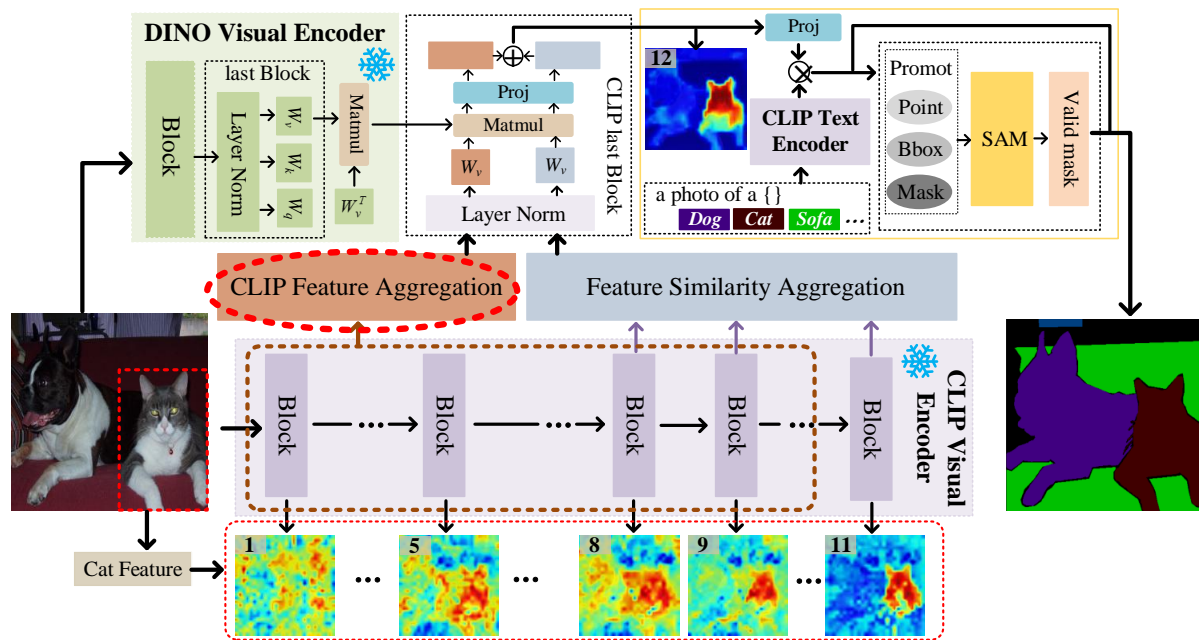 DINO Visual Encoder
Block
last Block
Layer Norm
W_v
W_k
W_q
Matmul
W_v^T
Proj
Matmul
W_v
W_v
Layer Norm
CLIP last Block
12
Proj
CLIP Text
Encoder
a photo of a {}
Dog
Cat
Sofa
...
Promot
Point
Bbox
Mask
SAM
Valid mask
CLIP Feature Aggregation
Feature Similarity Aggregation
Block
...
Block
...
Block
Block
...
Block
CLIP Visual
Encoder
Cat Feature
1
...
5
...
8
9
...
11